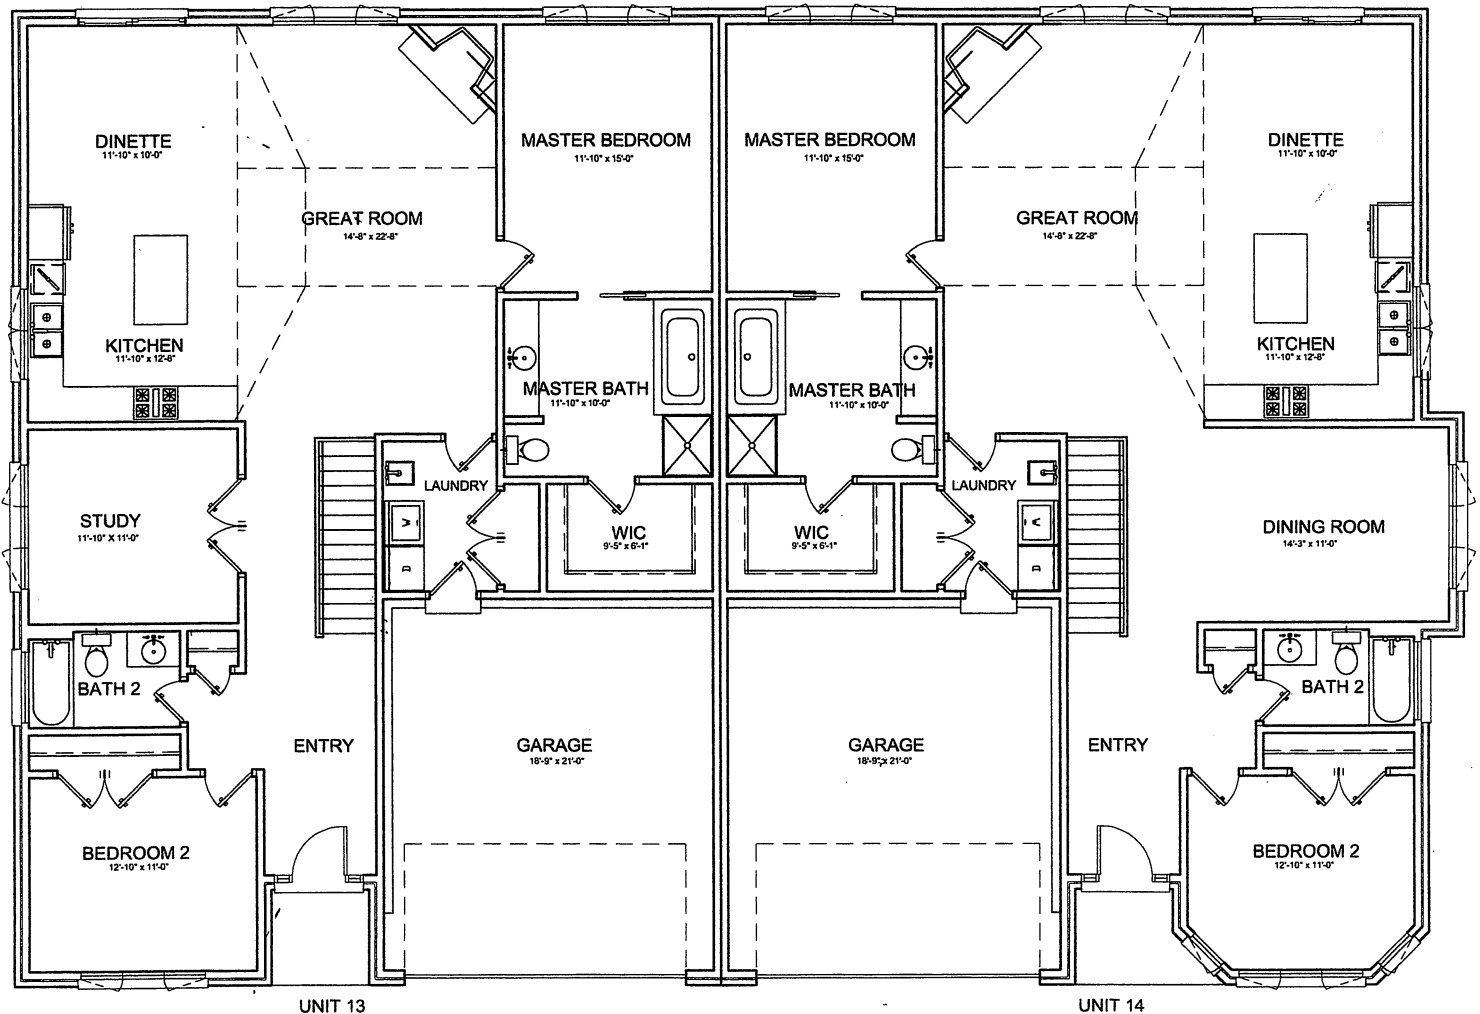 DINETTE
11'-10" x 10'-0"
MASTER BEDROOM
11'-10" x 15'-0"
MASTER BEDROOM
11'-10" x 15'-0"
DINETTE
11'-10" x 10'-0"
GREAT ROOM
14'-8" x 22'-8"
GREAT ROOM
14'-8" x 22'-8"
KITCHEN
11'-10" x 12'-8"
KITCHEN
11'-10" x 12'-8"
MASTER BATH
11'-10" x 10'-0"
MASTER BATH
11'-10" x 10'-0"
LAUNDRY
LAUNDRY
STUDY
11'-10" X 11'-0"
W
WIC
9'-5" x 6'-1"
WIC
9'-5" x 6'-1"
W
DINING ROOM
14'-3" x 11'-0"
D
D
BATH 2
BATH 2
ENTRY
GARAGE
18'-9" x 21'-0"
GARAGE
18'-9" x 21'-0"
ENTRY
BEDROOM 2
12'-10" x 11'-0"
BEDROOM 2
12'-10" x 11'-0"
UNIT 13
UNIT 14